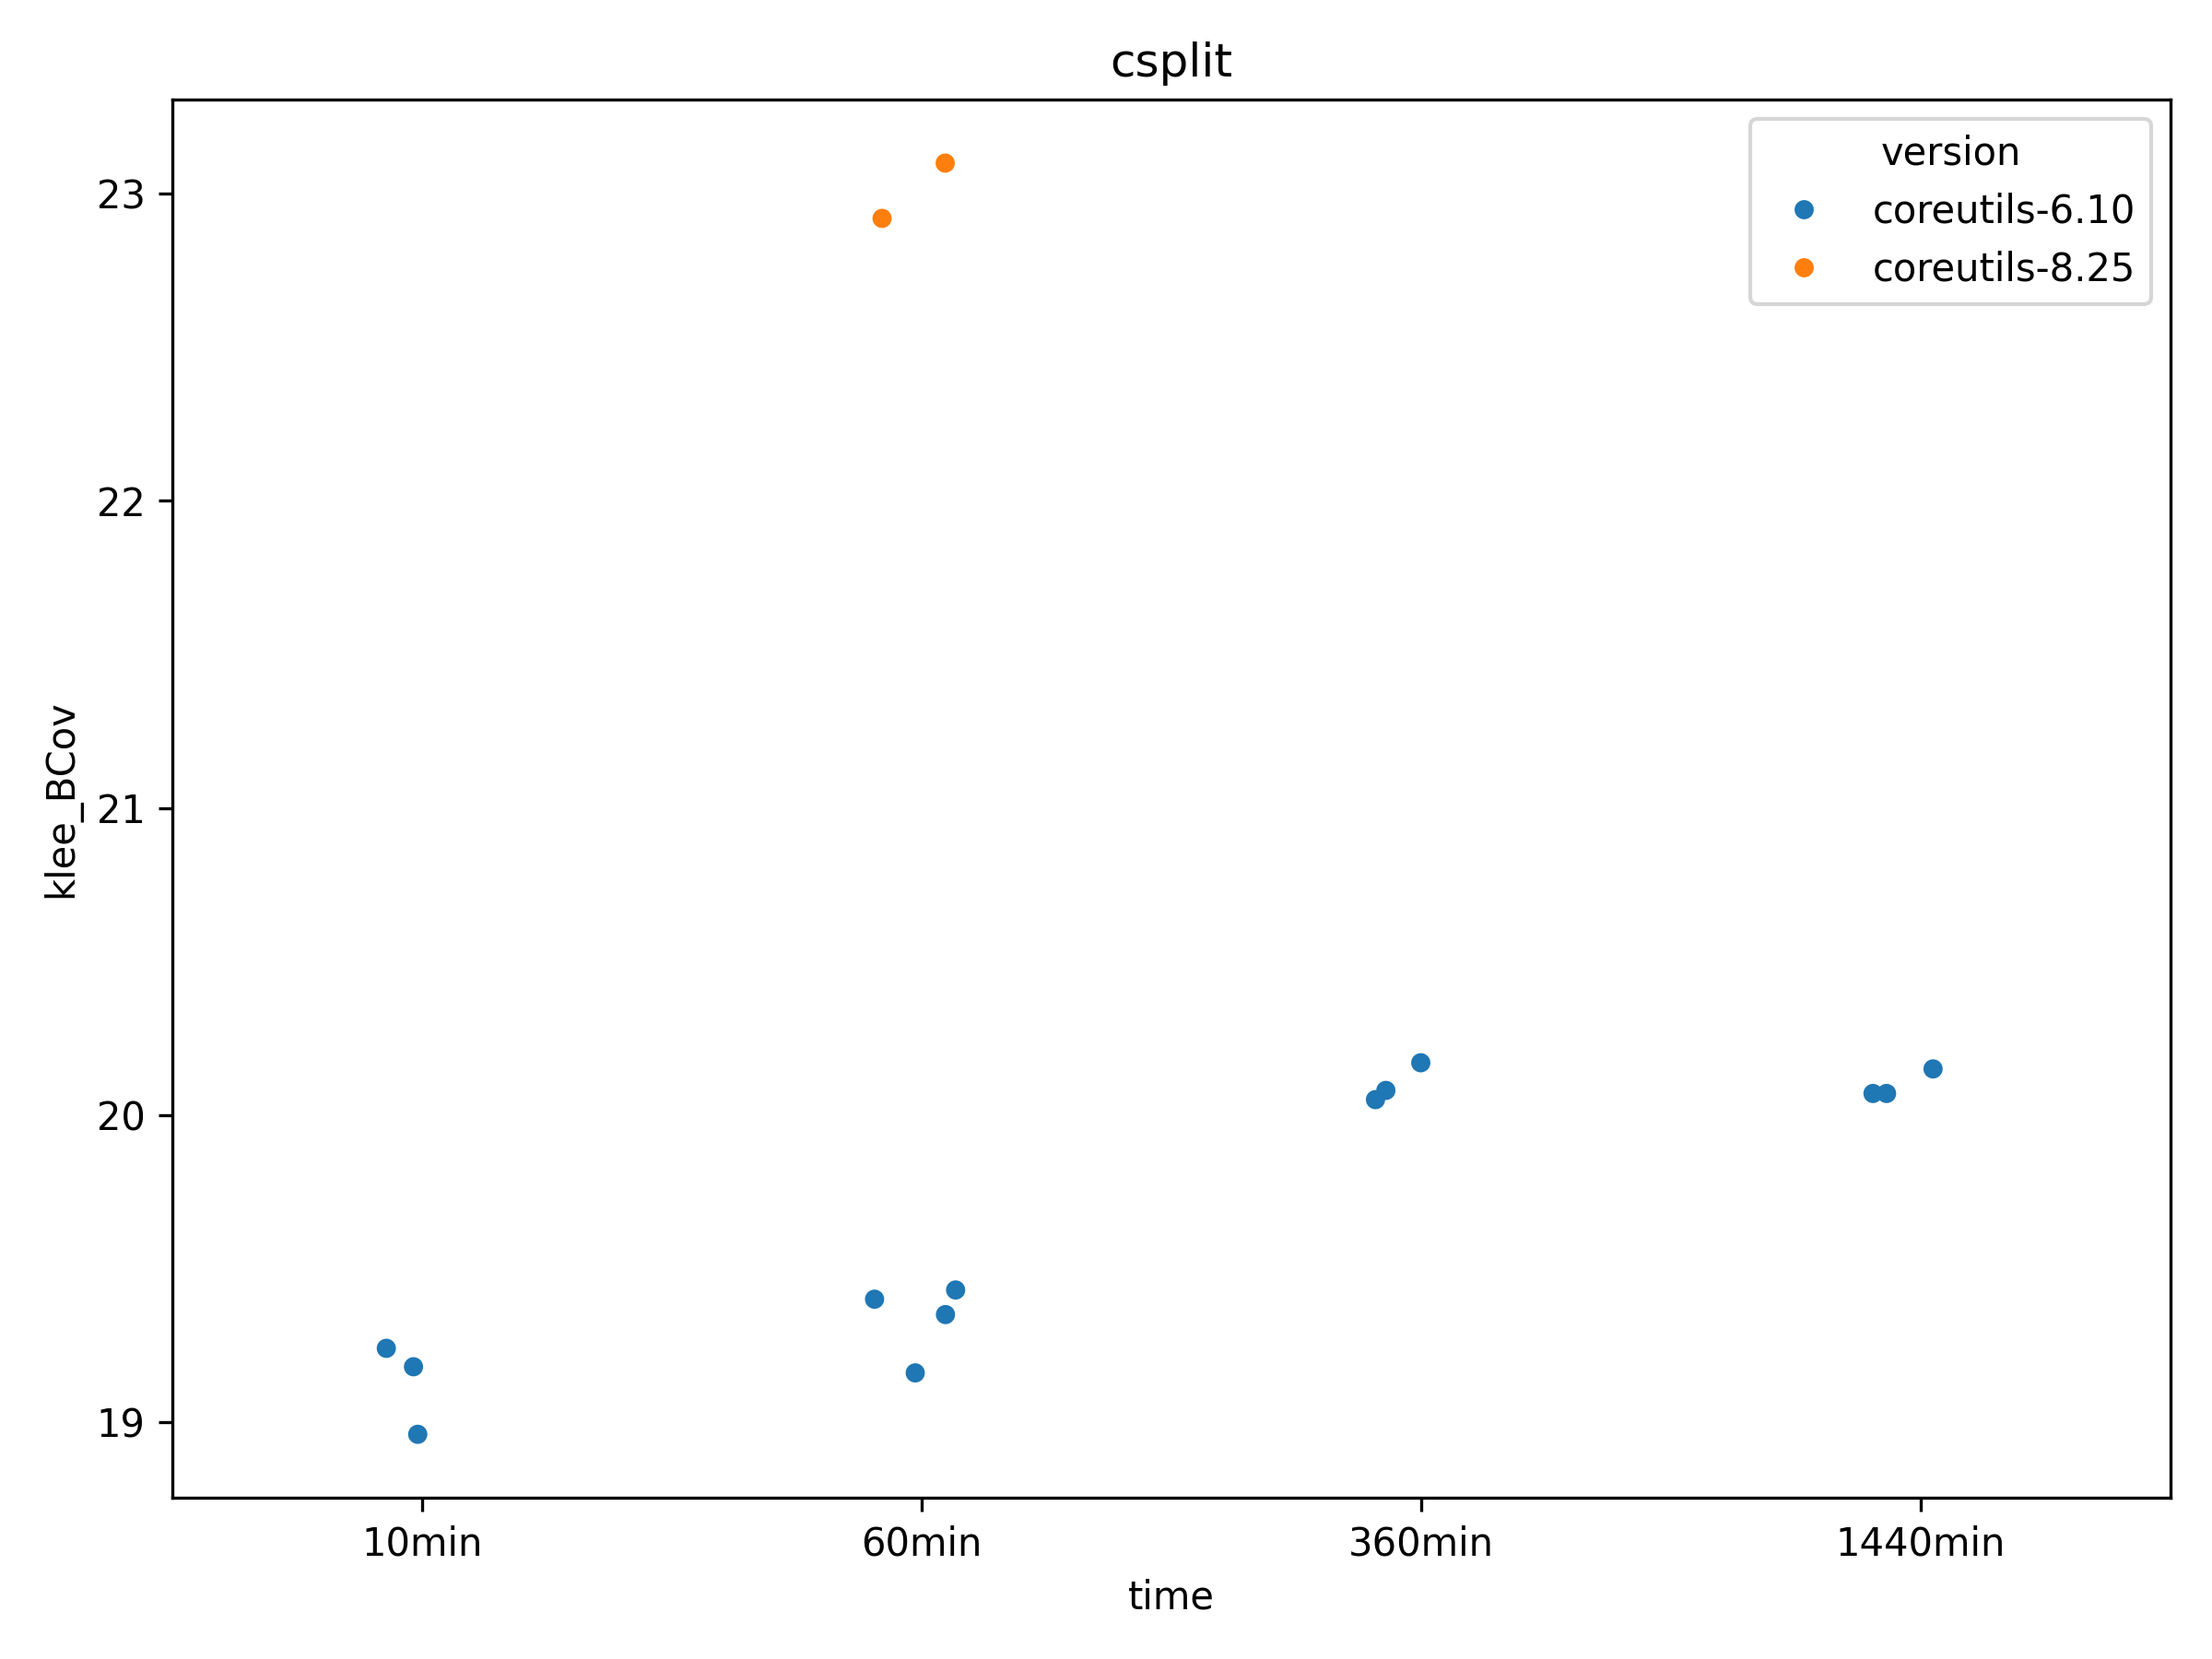 csplit
version
coreutils-6.10
coreutils-8.25
klee_BCov
23
22
21
20
19
10min
60min
360min
1440min
time